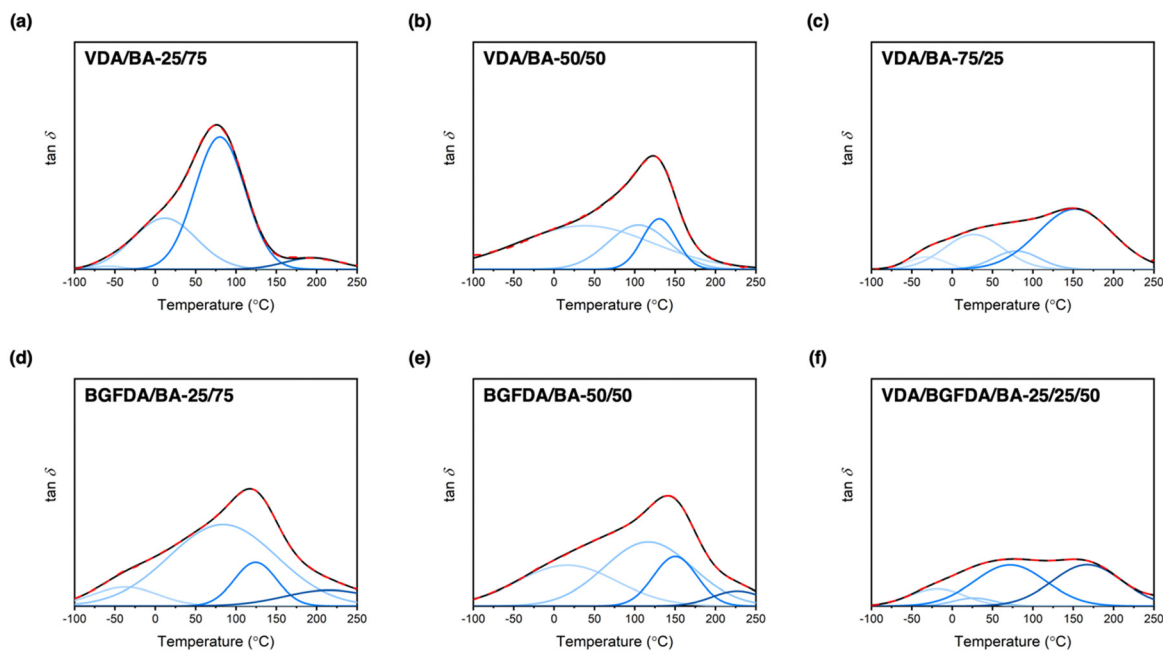 (a)
VDA/BA-25/75
tan δ
-100 -50 0 50 100 150 200 250
Temperature (°C)
(b)
VDA/BA-50/50
tan δ
-100 -50 0 50 100 150 200 250
Temperature (°C)
(c)
VDA/BA-75/25
tan δ
-100 -50 0 50 100 150 200 250
Temperature (°C)
(d)
BGFDA/BA-25/75
tan δ
-100 -50 0 50 100 150 200 250
Temperature (°C)
(e)
BGFDA/BA-50/50
tan δ
-100 -50 0 50 100 150 200 250
Temperature (°C)
(f)
VDA/BGFDA/BA-25/25/50
tan δ
-100 -50 0 50 100 150 200 250
Temperature (°C)